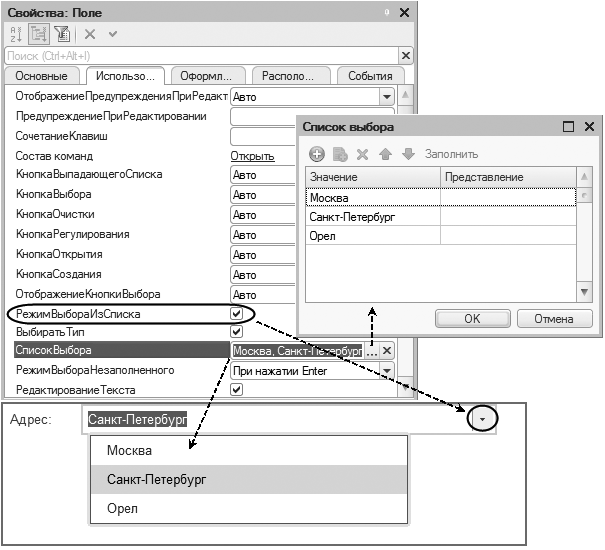 Свойства: Поле
Поиск (Ctrl+Alt+I)
Основные
Использо...
Оформл...
Располо...
События
ОтображениеПредупрежденияПриРедакт
Авто
ПредупреждениеПриРедактировании
СочетаниеКлавиш
Состав команд
Открыть
КнопкаВыпадающегоСписка
Авто
КнопкаВыбора
Авто
КнопкаОчистки
Авто
КнопкаРегулирования
Авто
КнопкаОткрытия
Авто
КнопкаСоздания
Авто
ОтображениеКнопкиВыбора
Авто
РежимВыбораИзСписка
ВыбиратьТип
СписокВыбора
Москва, Санкт-Петербург
...
РежимВыбораНезаполненного
При нажатии Enter
РедактированиеТекста
Список выбора
Заполнить
Значение
Представление
Москва
Санкт-Петербург
Орел
OK
Отмена
Адрес:
Санкт-Петербург
Москва
Санкт-Петербург
Орел